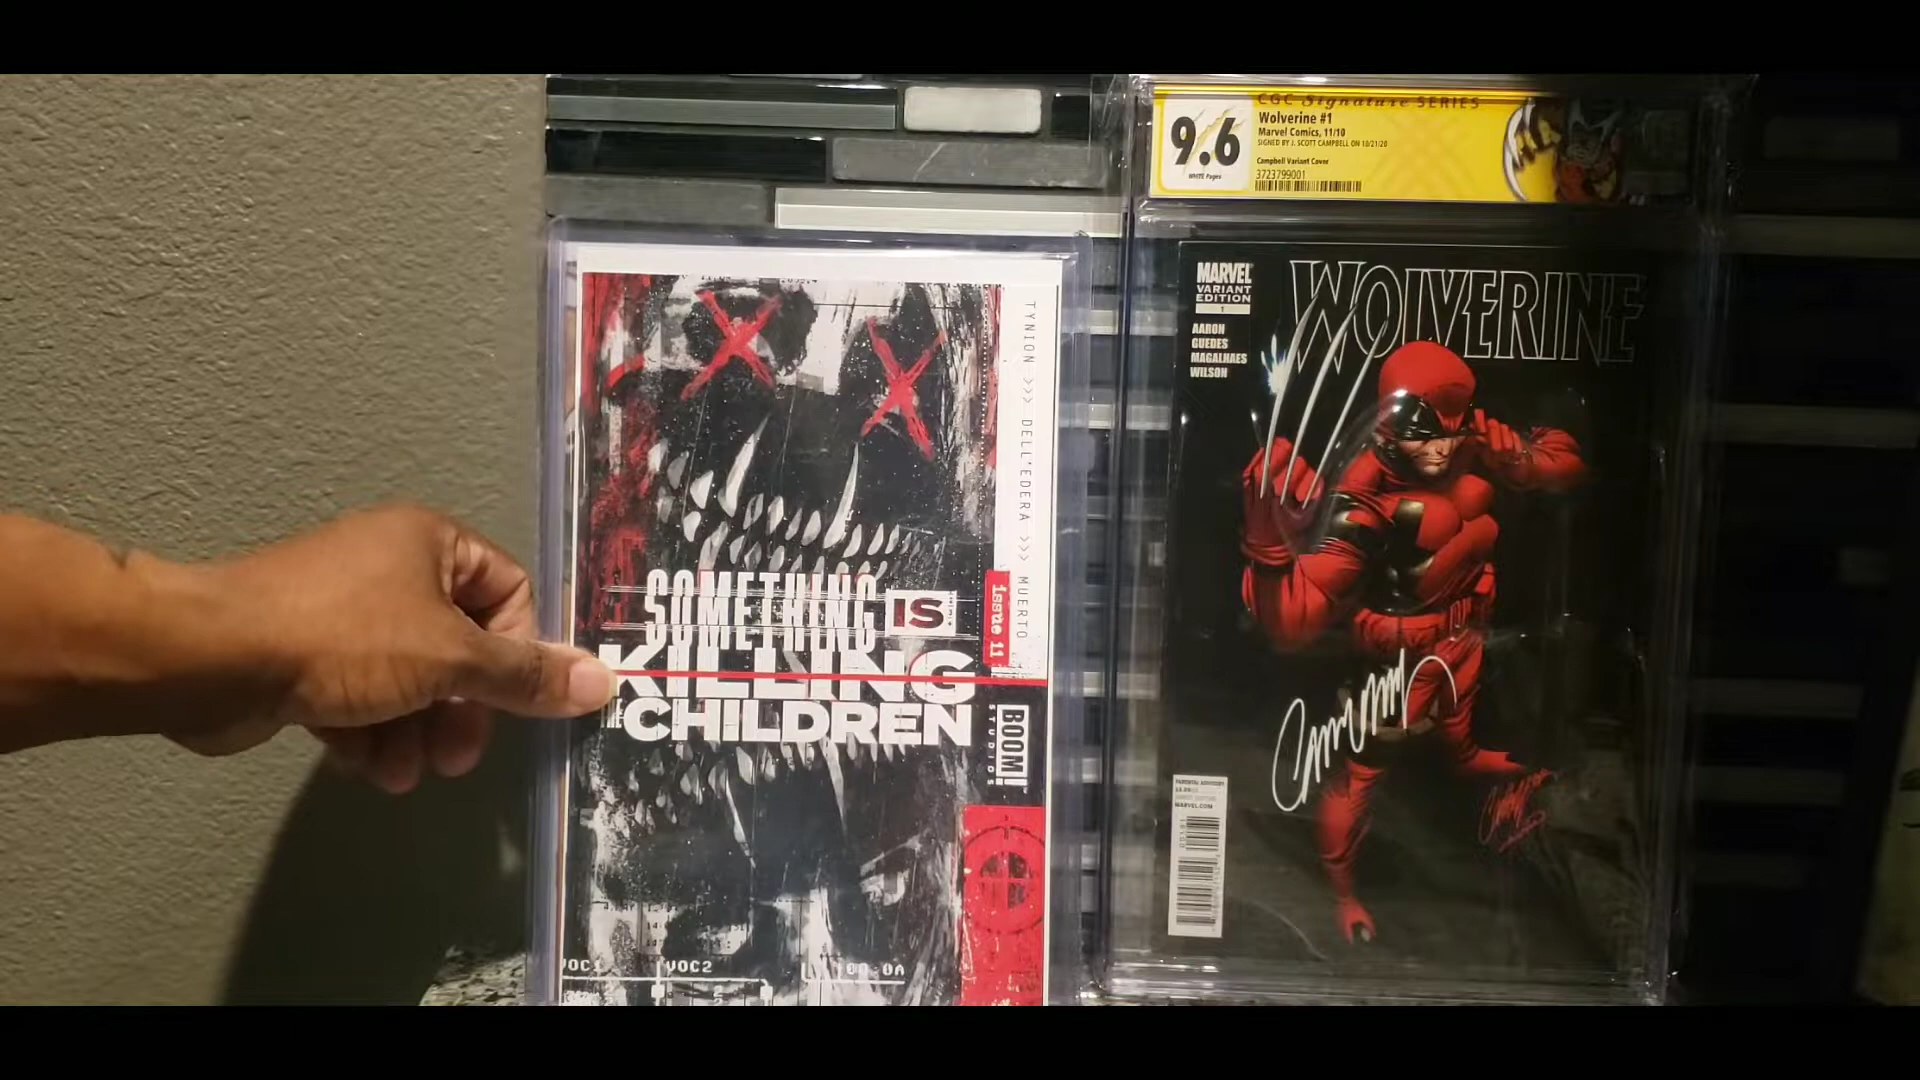 TYNION >>> DELL'EDERA >>> MUERTO
issue 11
SOMETHING IS
KILLING
THE CHILDREN
BOOM!
STUDIOS
VOC2
CGC Signature SERIES
9.6
WHITE Pages
Wolverine #1
Marvel Comics, 11/10
SIGNED BY J. SCOTT CAMPBELL ON 10/21/20
Campbell Variant Cover
3723799001
MARVEL
VARIANT
EDITION
1
WOLVERINE
AARON
GUEDES
MAGALHAES
WILSON
PARENTAL ADVISORY
MARVEL.COM